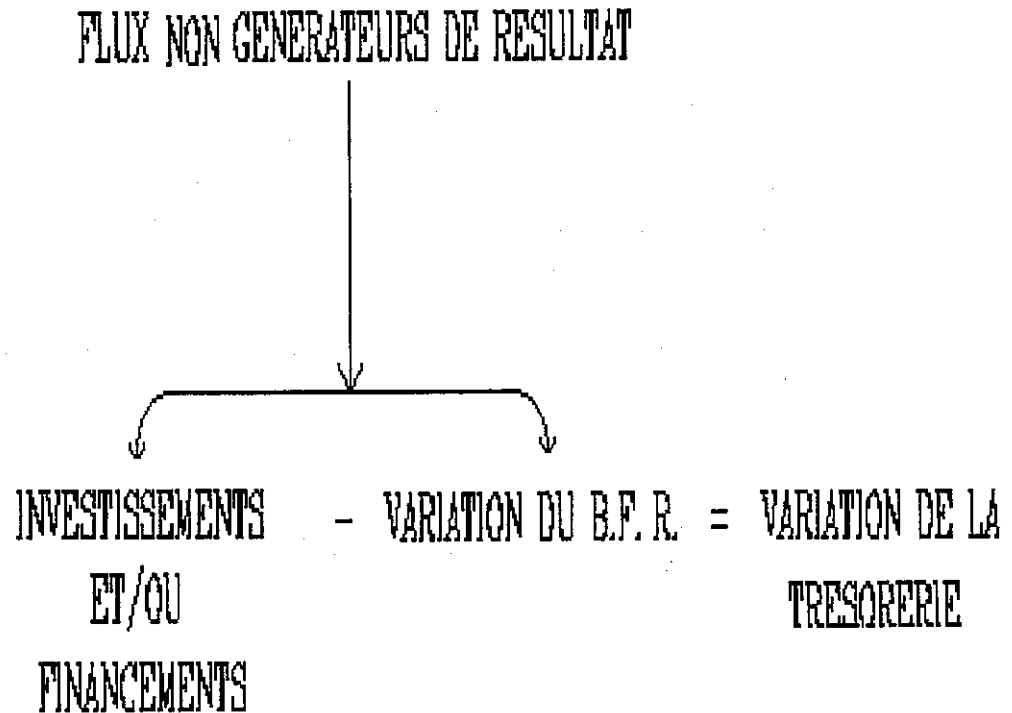 FLUX NON GENERATEURS DE RESULTAT
INVESTISSEMENTS - VARIATION DU B.F. R. = VARIATION DE LA
ET/OU TRESORERIE
FINANCEMENTS